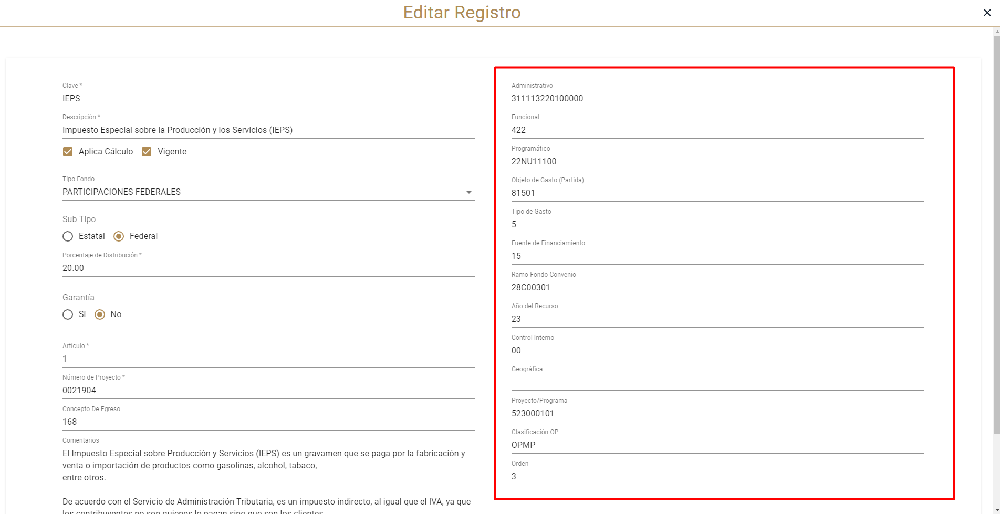 Editar Registro
Clave *
IEPS
Descripción *
Impuesto Especial sobre la Producción y los Servicios (IEPS)
Aplica Cálculo Vigente
Tipo Fondo
PARTICIPACIONES FEDERALES
Sub Tipo
Estatal Federal
Porcentaje de Distribución *
20.00
Garantía
Si No
Artículo *
1
Número de Proyecto *
0021904
Concepto De Egreso
168
Comentarios
El Impuesto Especial sobre Producción y Servicios (IEPS) es un gravamen que se paga por la fabricación y
venta o importación de productos como gasolinas, alcohol, tabaco,
entre otros.
De acuerdo con el Servicio de Administración Tributaria, es un impuesto indirecto, al igual que el IVA, ya que
los contribuyentes no son quienes lo pagan sino que son los clientes
Administrativo
311113220100000
Funcional
422
Programático
22NU11100
Objeto de Gasto (Partida)
81501
Tipo de Gasto
5
Fuente de Financiamiento
15
Ramo-Fondo Convenio
28C00301
Año del Recurso
23
Control Interno
00
Geográfica
Proyecto/Programa
523000101
Clasificación OP
OPMP
Orden
3